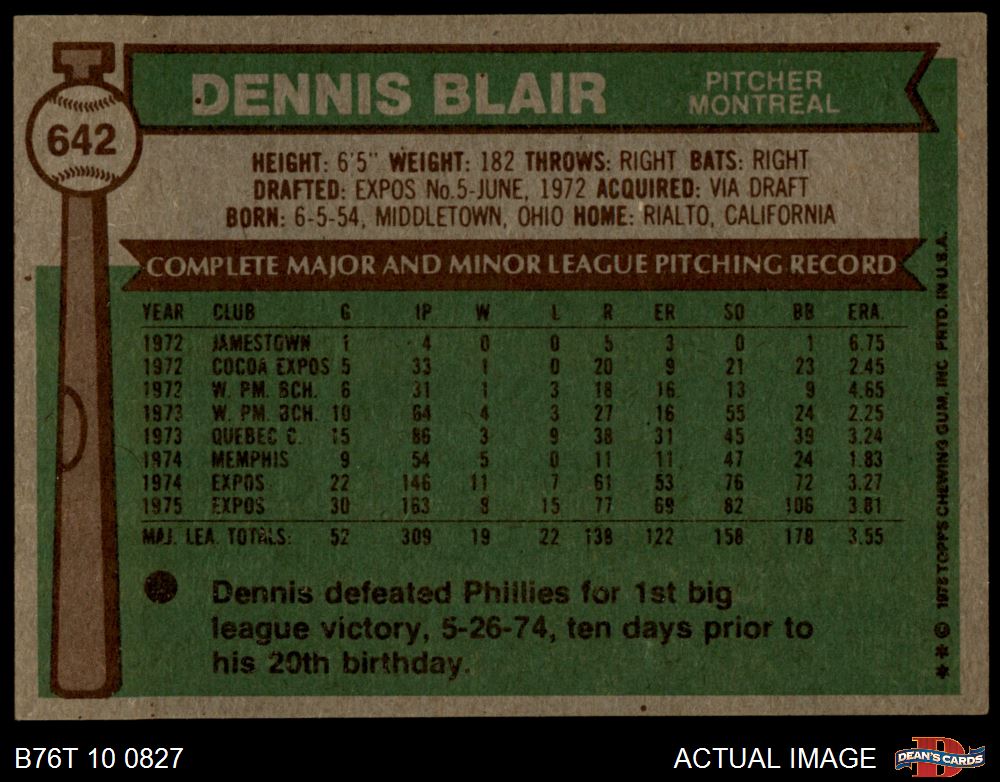 642
DENNIS BLAIR
PITCHER
MONTREAL
HEIGHT: 6'5" WEIGHT: 182 THROWS: RIGHT BATS: RIGHT
DRAFTED: EXPOS No.5-JUNE, 1972 ACQUIRED: VIA DRAFT
BORN: 6-5-54, MIDDLETOWN, OHIO HOME: RIALTO, CALIFORNIA
COMPLETE MAJOR AND MINOR LEAGUE PITCHING RECORD
YEAR CLUB G IP W L R ER SO BB ERA.
1972 JAMESTOWN 1 4 0 0 5 3 0 1 6.75
1972 COCOA EXPOS 5 33 1 0 20 9 21 23 2.45
1972 W. PM. BCH. 6 31 1 3 18 16 13 9 4.65
1973 W. PM. BCH. 10 64 4 3 27 16 55 24 2.25
1973 QUEBEC C. 15 86 3 9 38 31 45 39 3.24
1974 MEMPHIS 9 54 5 0 11 11 47 24 1.83
1974 EXPOS 22 146 11 7 61 53 76 72 3.27
1975 EXPOS 30 163 8 15 77 69 82 106 3.81
MAJ. LEA. TOTALS: 52 309 19 22 138 122 158 178 3.55
Dennis defeated Phillies for 1st big
league victory, 5-26-74, ten days prior to
his 20th birthday.
* * © 1976 TOPPS CHEWING GUM, INC PRTD. IN U.S.A.
B76T 10 0827
ACTUAL IMAGE
D
DEAN'S CARDS